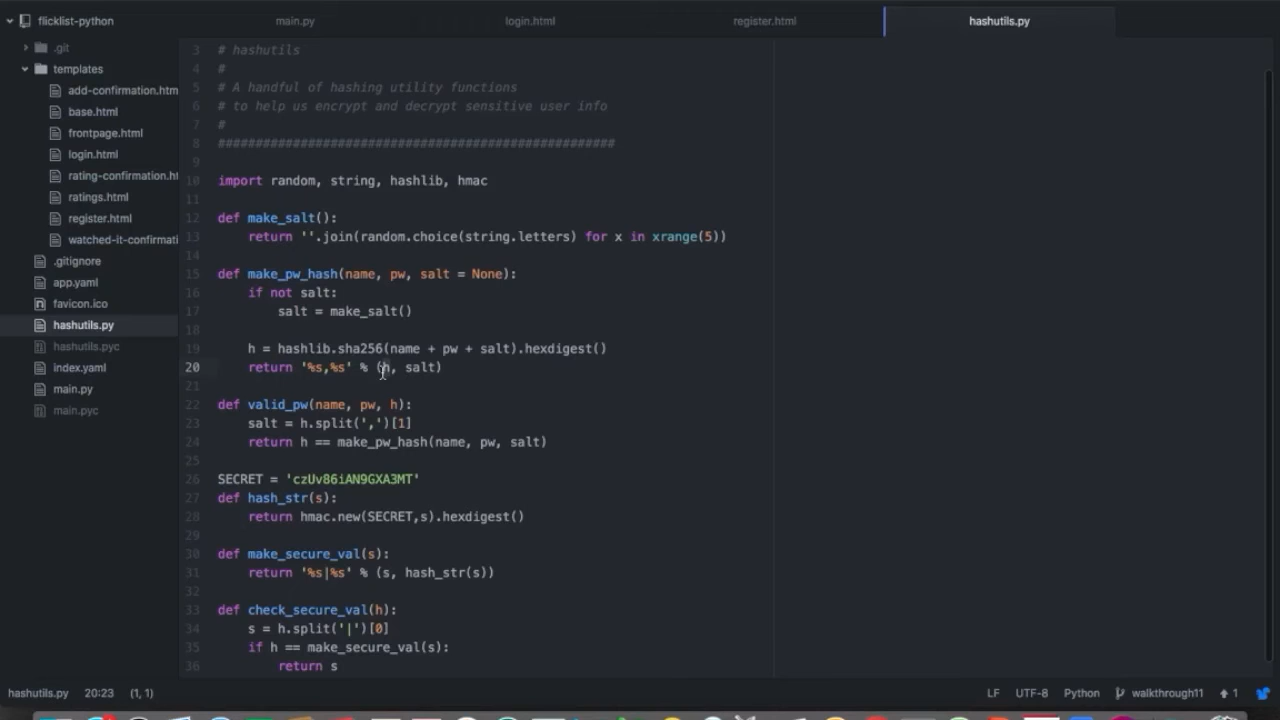 flicklist-python
main.py
login.html
register.html
hashutils.py
.git
templates
add-confirmation.htm
base.html
frontpage.html
login.html
rating-confirmation.ht
ratings.html
register.html
watched-it-confirmati
.gitignore
app.yaml
favicon.ico
hashutils.py
hashutils.pyc
index.yaml
main.py
main.pyc
3 # hashutils
4 #
5 # A handful of hashing utility functions
6 # to help us encrypt and decrypt sensitive user info
7 #
8 #####################################################
9
10 import random, string, hashlib, hmac
11
12 def make_salt():
13     return ''.join(random.choice(string.letters) for x in xrange(5))
14
15 def make_pw_hash(name, pw, salt = None):
16     if not salt:
17         salt = make_salt()
18
19     h = hashlib.sha256(name + pw + salt).hexdigest()
20     return '%s,%s' % (h, salt)
21
22 def valid_pw(name, pw, h):
23     salt = h.split(',')[1]
24     return h == make_pw_hash(name, pw, salt)
25
26 SECRET = 'czUv86iAN9GXA3MT'
27 def hash_str(s):
28     return hmac.new(SECRET,s).hexdigest()
29
30 def make_secure_val(s):
31     return '%s|%s' % (s, hash_str(s))
32
33 def check_secure_val(h):
34     s = h.split('|')[0]
35     if h == make_secure_val(s):
36         return s
hashutils.py 20:23 (1, 1) LF UTF-8 Python walkthrough11 1